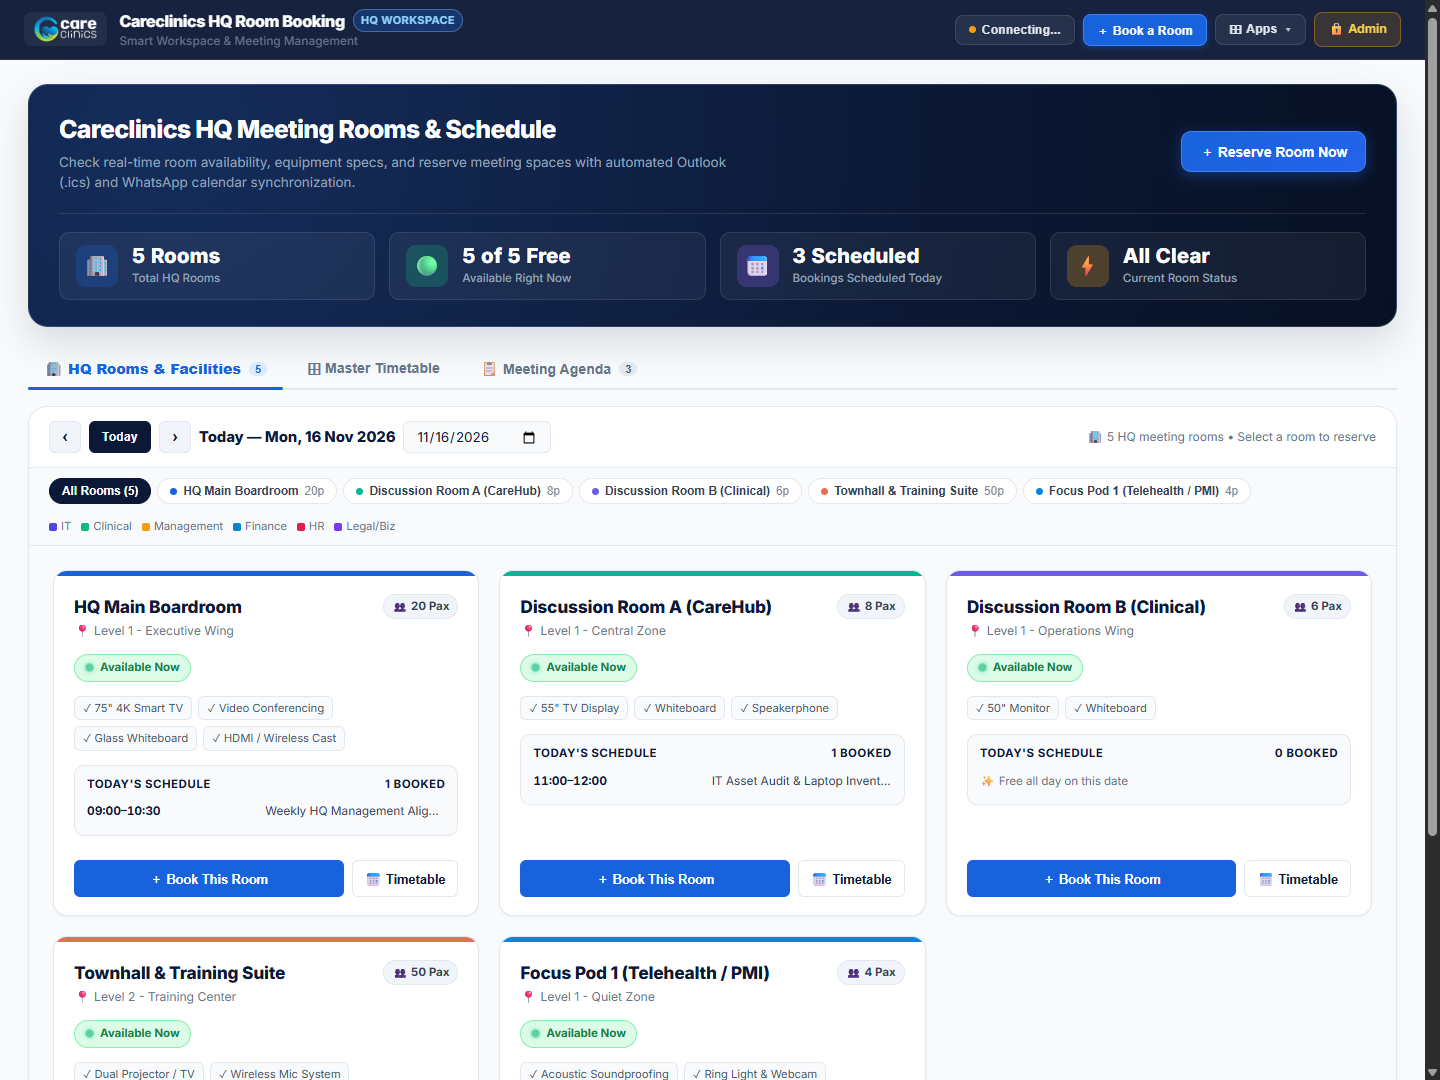 care
clinics
Careclinics HQ Room Booking
HQ WORKSPACE
Smart Workspace & Meeting Management
Connecting...
+ Book a Room
Apps
Admin
Careclinics HQ Meeting Rooms & Schedule
Check real-time room availability, equipment specs, and reserve meeting spaces with automated Outlook
(.ics) and WhatsApp calendar synchronization.
+ Reserve Room Now
5 Rooms
Total HQ Rooms
5 of 5 Free
Available Right Now
3 Scheduled
Bookings Scheduled Today
All Clear
Current Room Status
HQ Rooms & Facilities 5
Master Timetable
Meeting Agenda 3
‹
Today
›
Today — Mon, 16 Nov 2026
11/16/2026
5 HQ meeting rooms • Select a room to reserve
All Rooms (5)
HQ Main Boardroom 20p
Discussion Room A (CareHub) 8p
Discussion Room B (Clinical) 6p
Townhall & Training Suite 50p
Focus Pod 1 (Telehealth / PMI) 4p
IT
Clinical
Management
Finance
HR
Legal/Biz
HQ Main Boardroom
20 Pax
Level 1 - Executive Wing
Available Now
✓ 75" 4K Smart TV
✓ Video Conferencing
✓ Glass Whiteboard
✓ HDMI / Wireless Cast
TODAY'S SCHEDULE
1 BOOKED
09:00–10:30
Weekly HQ Management Alig...
+ Book This Room
Timetable
Discussion Room A (CareHub)
8 Pax
Level 1 - Central Zone
Available Now
✓ 55" TV Display
✓ Whiteboard
✓ Speakerphone
TODAY'S SCHEDULE
1 BOOKED
11:00–12:00
IT Asset Audit & Laptop Invent...
+ Book This Room
Timetable
Discussion Room B (Clinical)
6 Pax
Level 1 - Operations Wing
Available Now
✓ 50" Monitor
✓ Whiteboard
TODAY'S SCHEDULE
0 BOOKED
Free all day on this date
+ Book This Room
Timetable
Townhall & Training Suite
50 Pax
Level 2 - Training Center
Available Now
✓ Dual Projector / TV
✓ Wireless Mic System
Focus Pod 1 (Telehealth / PMI)
4 Pax
Level 1 - Quiet Zone
Available Now
✓ Acoustic Soundproofing
✓ Ring Light & Webcam